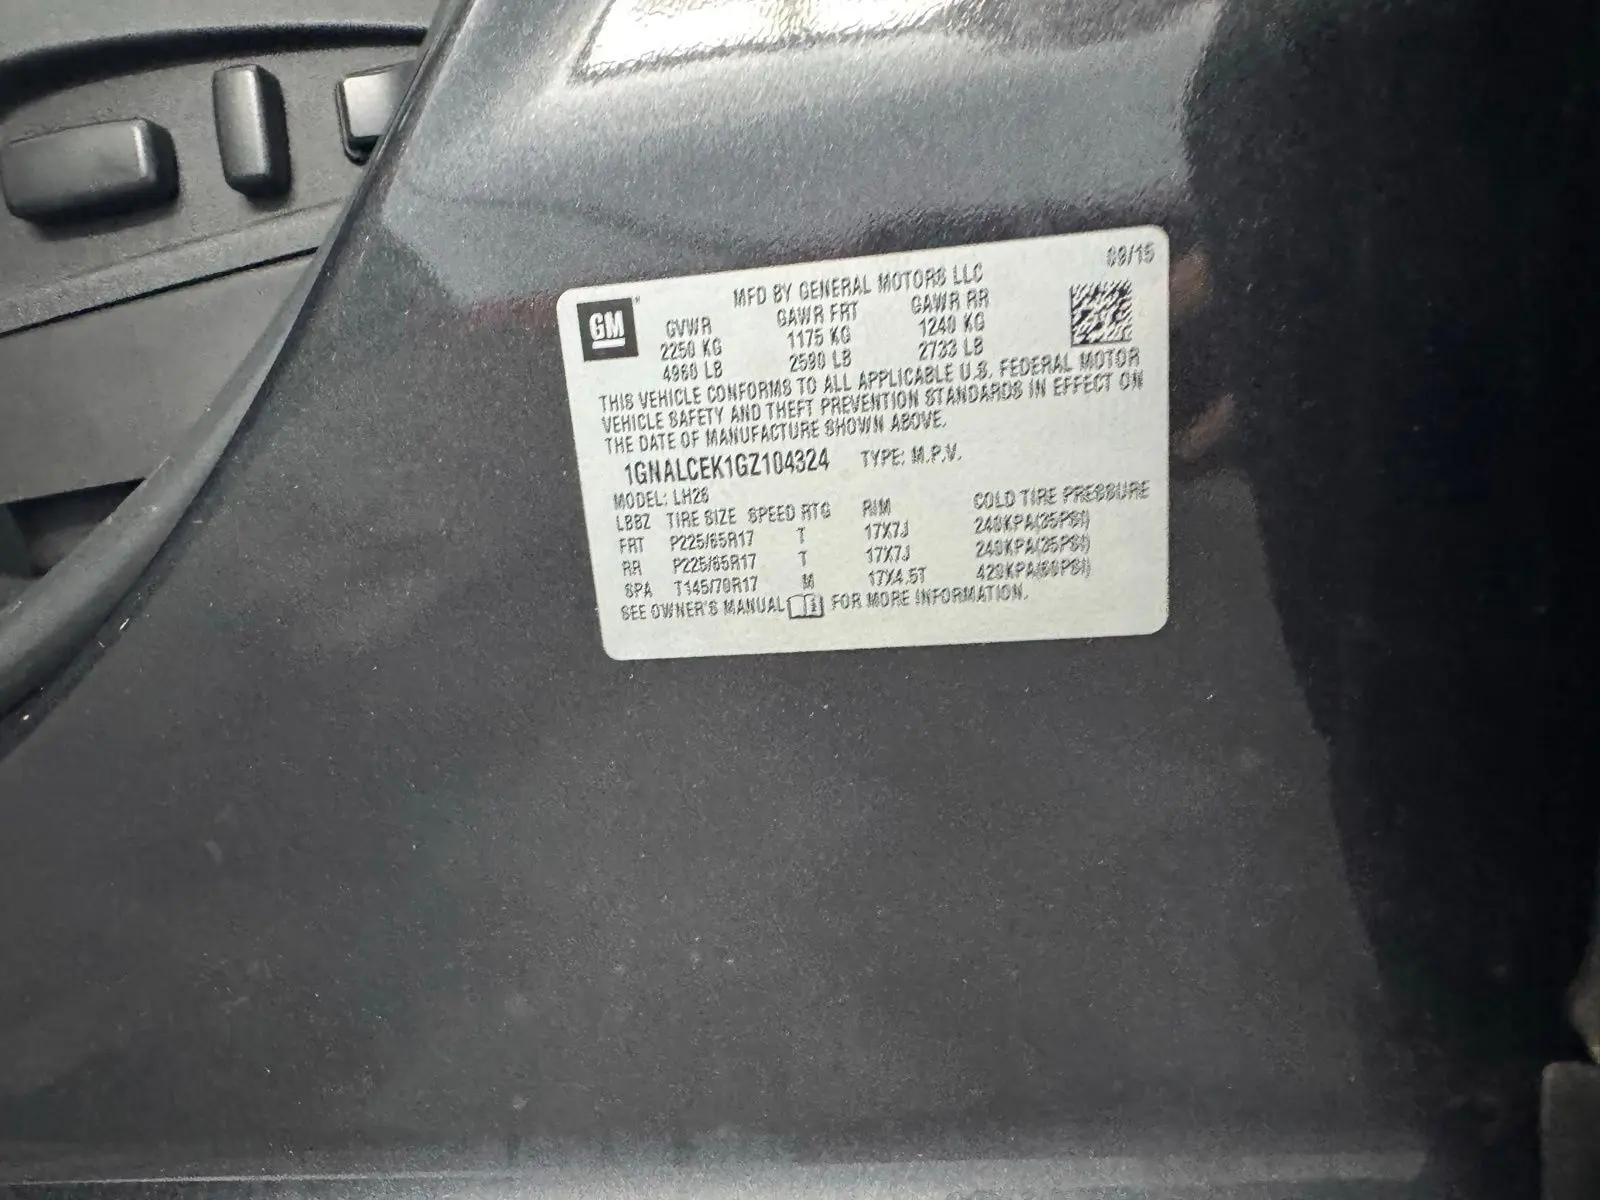 09/15
MFD BY GENERAL MOTORS LLC
GM
GVWR GAWR FRT GAWR RR
2250 KG 1175 KG 1240 KG
4960 LB 2590 LB 2733 LB
THIS VEHICLE CONFORMS TO ALL APPLICABLE U.S. FEDERAL MOTOR
VEHICLE SAFETY AND THEFT PREVENTION STANDARDS IN EFFECT ON
THE DATE OF MANUFACTURE SHOWN ABOVE.
1GNALCEK1GZ104324 TYPE: M.P.V.
MODEL: LH26
LBBZ TIRE SIZE SPEED RTG RIM COLD TIRE PRESSURE
FRT P225/65R17 T 17X7J 240KPA(35PSI)
RR P225/65R17 T 17X7J 240KPA(35PSI)
SPA T145/70R17 M 17X4.5T 420KPA(60PSI)
SEE OWNER'S MANUAL FOR MORE INFORMATION.